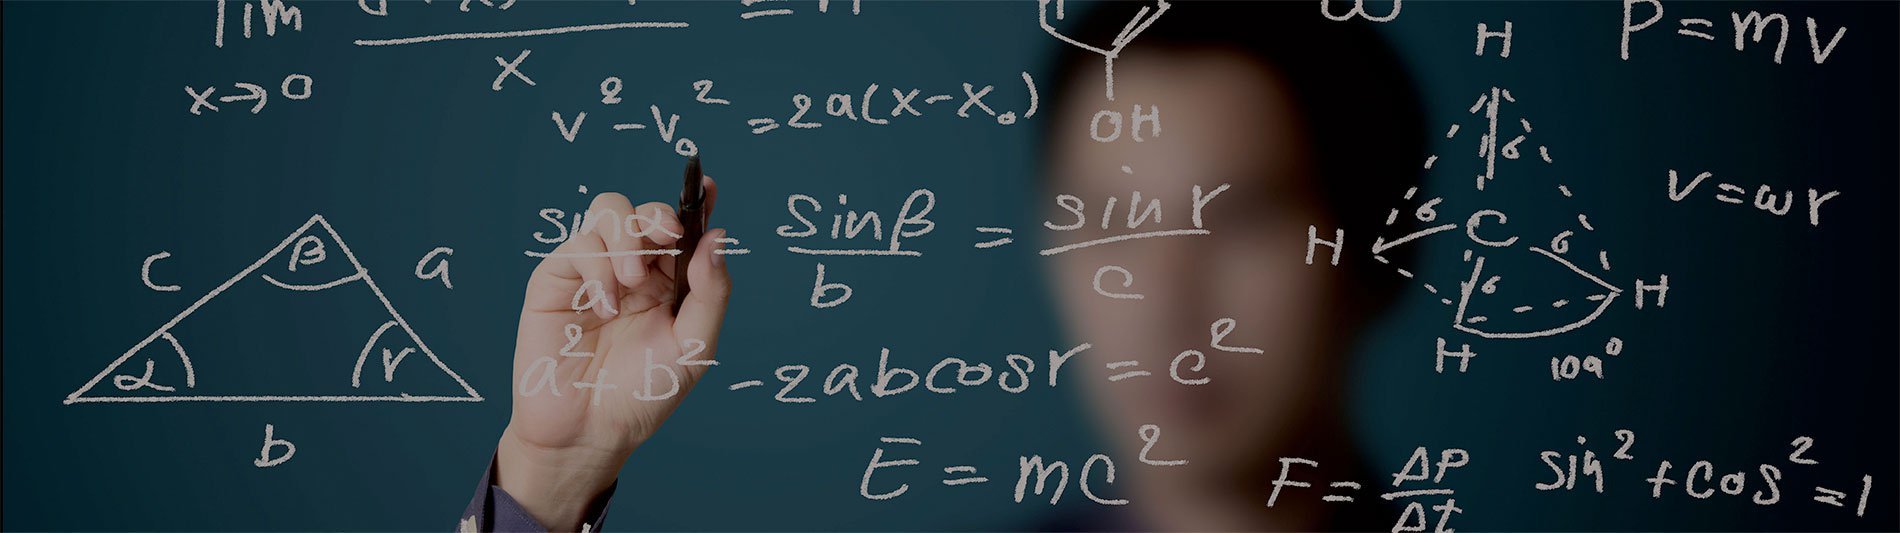 lim
x→0
x
v² - v₀² = 2a(x-x₀)
OH
ω
P = mv
v = ωr
c
β
a
α
r
b
sinα/a = sinβ/b = sin r/c
a² + b² - 2abcosr = c²
E = mc²
F = ΔP/Δt
sin² + cos² = 1
H
σ
σ C σ
H
H
σ
H
109°